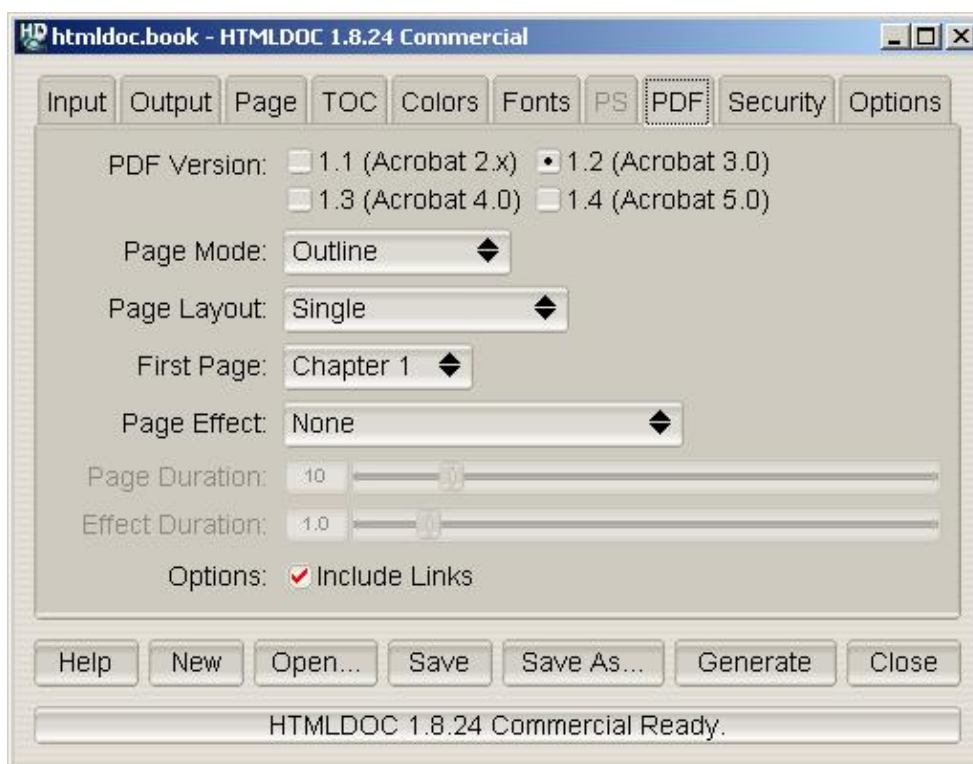 htmldoc.book - HTMLDOC 1.8.24 Commercial
Input Output Page TOC Colors Fonts PS PDF Security Options
PDF Version: 1.1 (Acrobat 2.x) 1.2 (Acrobat 3.0)
1.3 (Acrobat 4.0) 1.4 (Acrobat 5.0)
Page Mode: Outline
Page Layout: Single
First Page: Chapter 1
Page Effect: None
Page Duration: 10
Effect Duration: 1.0
Options: Include Links
Help New Open... Save Save As... Generate Close
HTMLDOC 1.8.24 Commercial Ready.